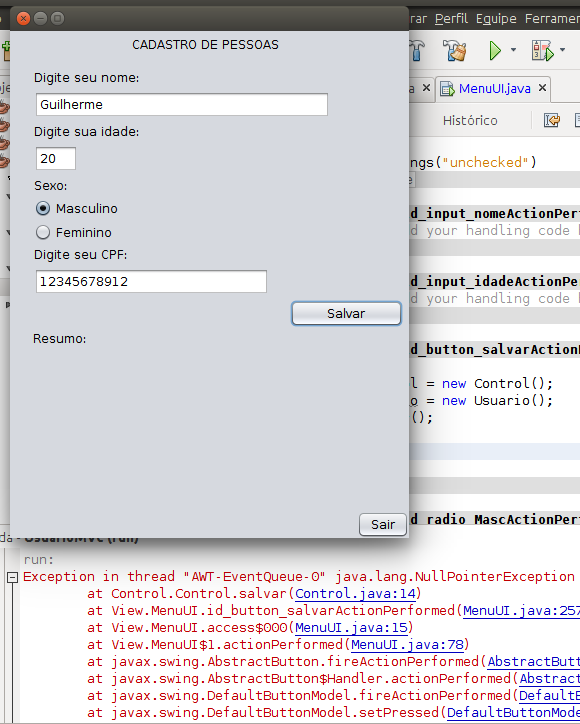 rar Perfil Equipe Ferramen
CADASTRO DE PESSOAS
Digite seu nome:
Guilherme
Digite sua idade:
20
Sexo:
Masculino
Feminino
Digite seu CPF:
12345678912
Salvar
Resumo:
Sair
a MenuUI.java
Histórico
ngs("unchecked")
d_input_nomeActionPer
d your handling code h
d_input_idadeActionPe
d your handling code h
d_button_salvarAction
l = new Control();
o = new Usuario();
();
d_radio_MascActionPer
da - UsuarioMVC (run)
run:
Exception in thread "AWT-EventQueue-0" java.lang.NullPointerException
at Control.Control.salvar(Control.java:14)
at View.MenuUI.id_button_salvarActionPerformed(MenuUI.java:257
at View.MenuUI.access$000(MenuUI.java:15)
at View.MenuUI$1.actionPerformed(MenuUI.java:78)
at javax.swing.AbstractButton.fireActionPerformed(AbstractButt
at javax.swing.AbstractButton$Handler.actionPerformed(Abstract
at javax.swing.DefaultButtonModel.fireActionPerformed(DefaultB
at javax.swing.DefaultButtonModel.setPressed(DefaultButtonMode